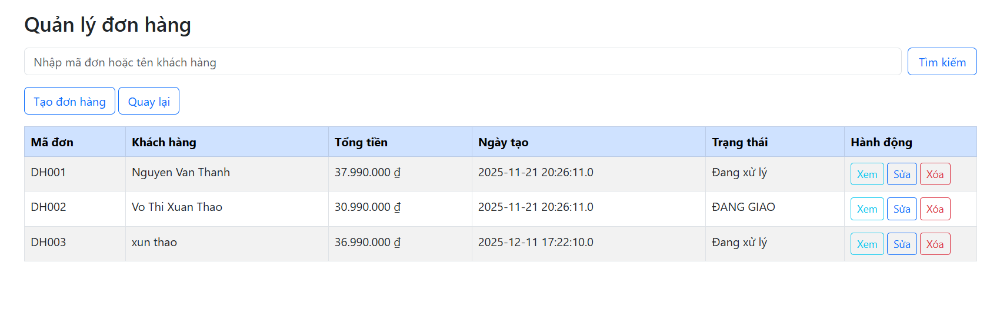 Quản lý đơn hàng
Nhập mã đơn hoặc tên khách hàng Tìm kiếm
Tạo đơn hàng Quay lại
Mã đơn Khách hàng Tổng tiền Ngày tạo Trạng thái Hành động
DH001 Nguyen Van Thanh 37.990.000 ₫ 2025-11-21 20:26:11.0 Đang xử lý Xem Sửa Xóa
DH002 Vo Thi Xuan Thao 30.990.000 ₫ 2025-11-21 20:26:11.0 ĐANG GIAO Xem Sửa Xóa
DH003 xun thao 36.990.000 ₫ 2025-12-11 17:22:10.0 Đang xử lý Xem Sửa Xóa